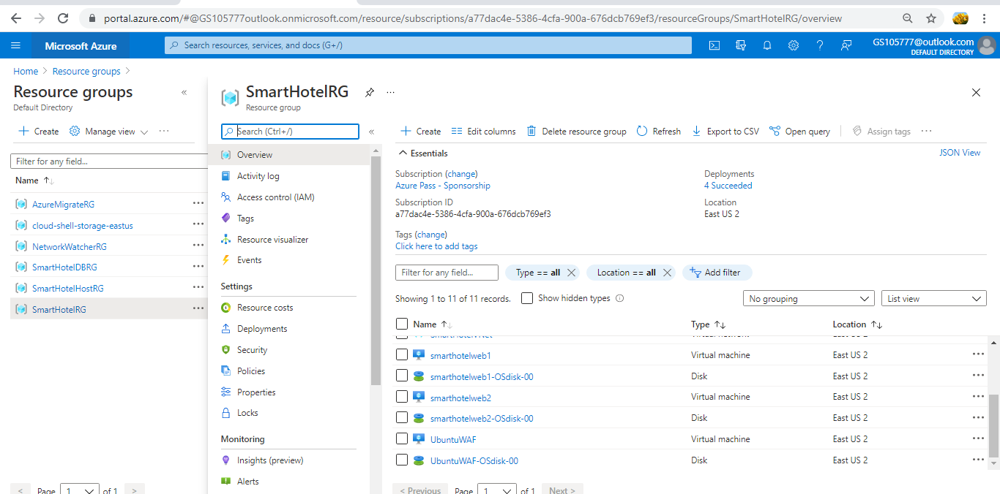 portal.azure.com/#@GS105777outlook.onmicrosoft.com/resource/subscriptions/a77dac4e-5386-4cfa-900a-676dcb769ef3/resourceGroups/SmartHotelRG/overview
Microsoft Azure
Search resources, services, and docs (G+/)
GS105777@outlook.com
DEFAULT DIRECTORY
Home > Resource groups >
Resource groups
Default Directory
Create Manage view
Filter for any field...
Name
AzureMigrateRG
cloud-shell-storage-eastus
NetworkWatcherRG
SmartHotelDBRG
SmartHotelHostRG
SmartHotelRG
< Page 1 of 1 >
SmartHotelRG
Resource group
Search (Ctrl+/)
Overview
Activity log
Access control (IAM)
Tags
Resource visualizer
Events
Settings
Resource costs
Deployments
Security
Policies
Properties
Locks
Monitoring
Insights (preview)
Alerts
Create Edit columns Delete resource group Refresh Export to CSV Open query Assign tags
Essentials JSON View
Subscription (change)
Azure Pass - Sponsorship
Subscription ID
a77dac4e-5386-4cfa-900a-676dcb769ef3
Deployments
4 Succeeded
Location
East US 2
Tags (change)
Click here to add tags
Filter for any field... Type == all Location == all Add filter
Showing 1 to 11 of 11 records. Show hidden types No grouping List view
Name Type Location
SmartHotelVNet Virtual network East US 2
smarthotelweb1 Virtual machine East US 2
smarthotelweb1-OSdisk-00 Disk East US 2
smarthotelweb2 Virtual machine East US 2
smarthotelweb2-OSdisk-00 Disk East US 2
UbuntuWAF Virtual machine East US 2
UbuntuWAF-OSdisk-00 Disk East US 2
< Previous Page 1 of 1 Next >